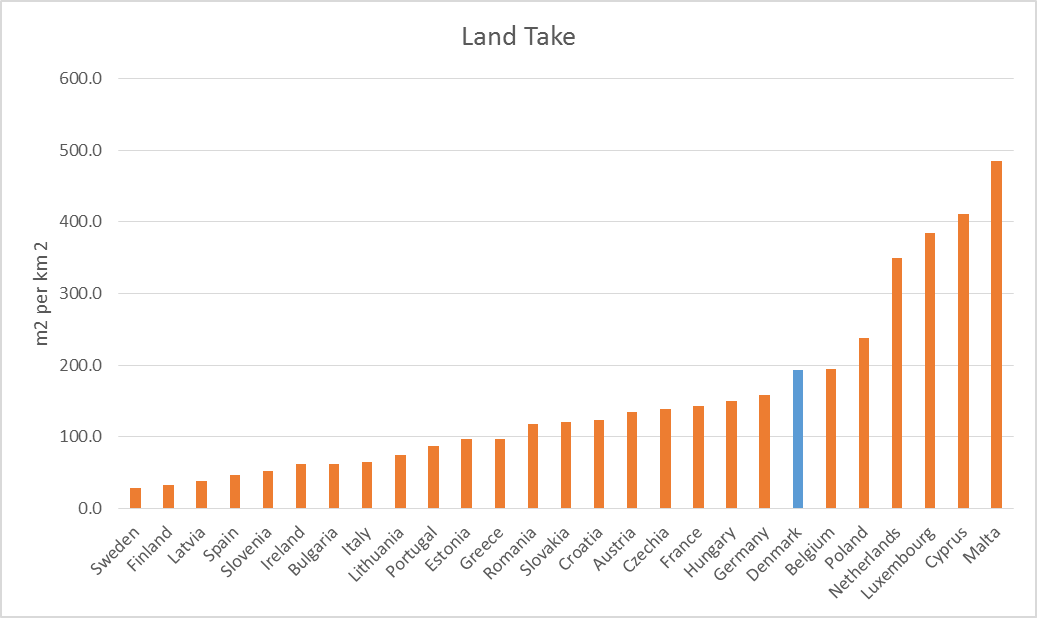 Land Take
600.0
500.0
400.0
300.0
200.0
100.0
0.0
m2 per km 2
Sweden
Finland
Latvia
Spain
Slovenia
Ireland
Bulgaria
Italy
Lithuania
Portugal
Estonia
Greece
Romania
Slovakia
Croatia
Austria
Czechia
France
Hungary
Germany
Denmark
Belgium
Poland
Netherlands
Luxembourg
Cyprus
Malta